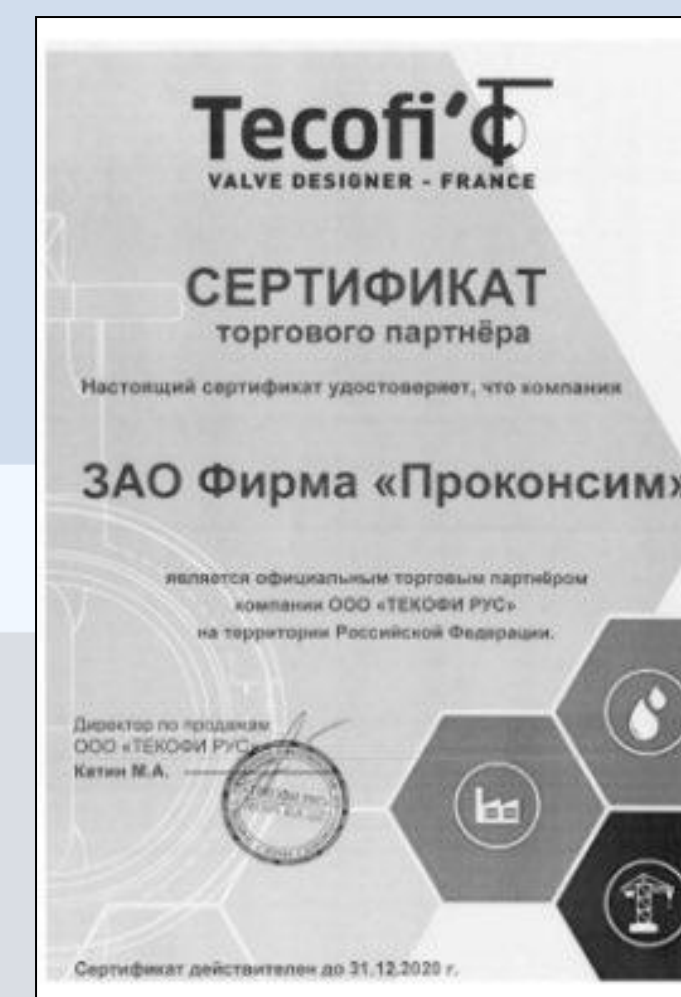 Tecofi
VALVE DESIGNER - FRANCE
СЕРТИФИКАТ
торгового партнёра
Настоящий сертификат удостоверяет, что компания
ЗАО Фирма «Проконсим»
является официальным торговым партнёром
компании ООО «ТЕКОФИ РУС»
на территории Российской Федерации.
Директор по продажам
ООО «ТЕКОФИ РУС»
Катин М.А.
Сертификат действителен до 31.12.2020 г.